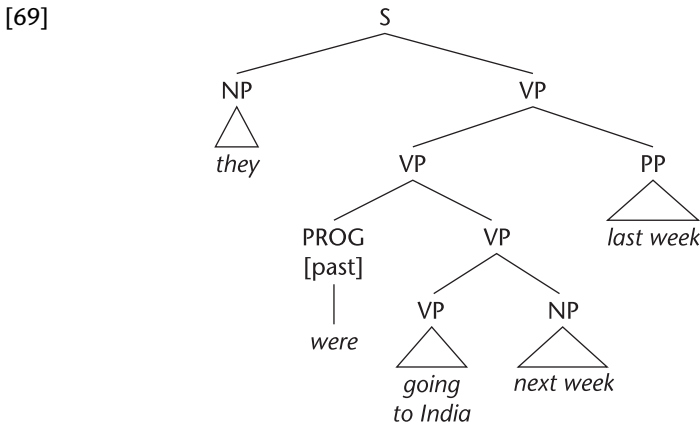 [69]
S
NP
VP
they
VP
PP
PROG
[past]
VP
last week
were
VP
NP
going
to India
next week